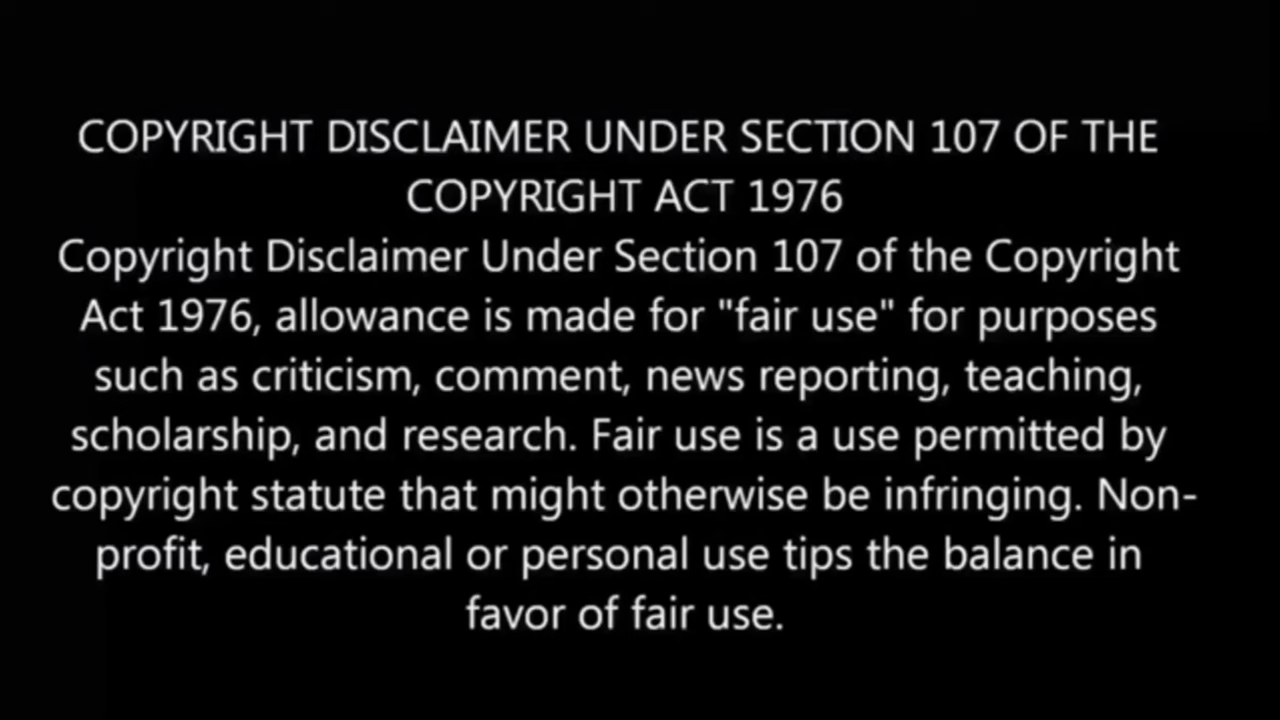 COPYRIGHT DISCLAIMER UNDER SECTION 107 OF THE
COPYRIGHT ACT 1976
Copyright Disclaimer Under Section 107 of the Copyright
Act 1976, allowance is made for "fair use" for purposes
such as criticism, comment, news reporting, teaching,
scholarship, and research. Fair use is a use permitted by
copyright statute that might otherwise be infringing. Non-
profit, educational or personal use tips the balance in
favor of fair use.